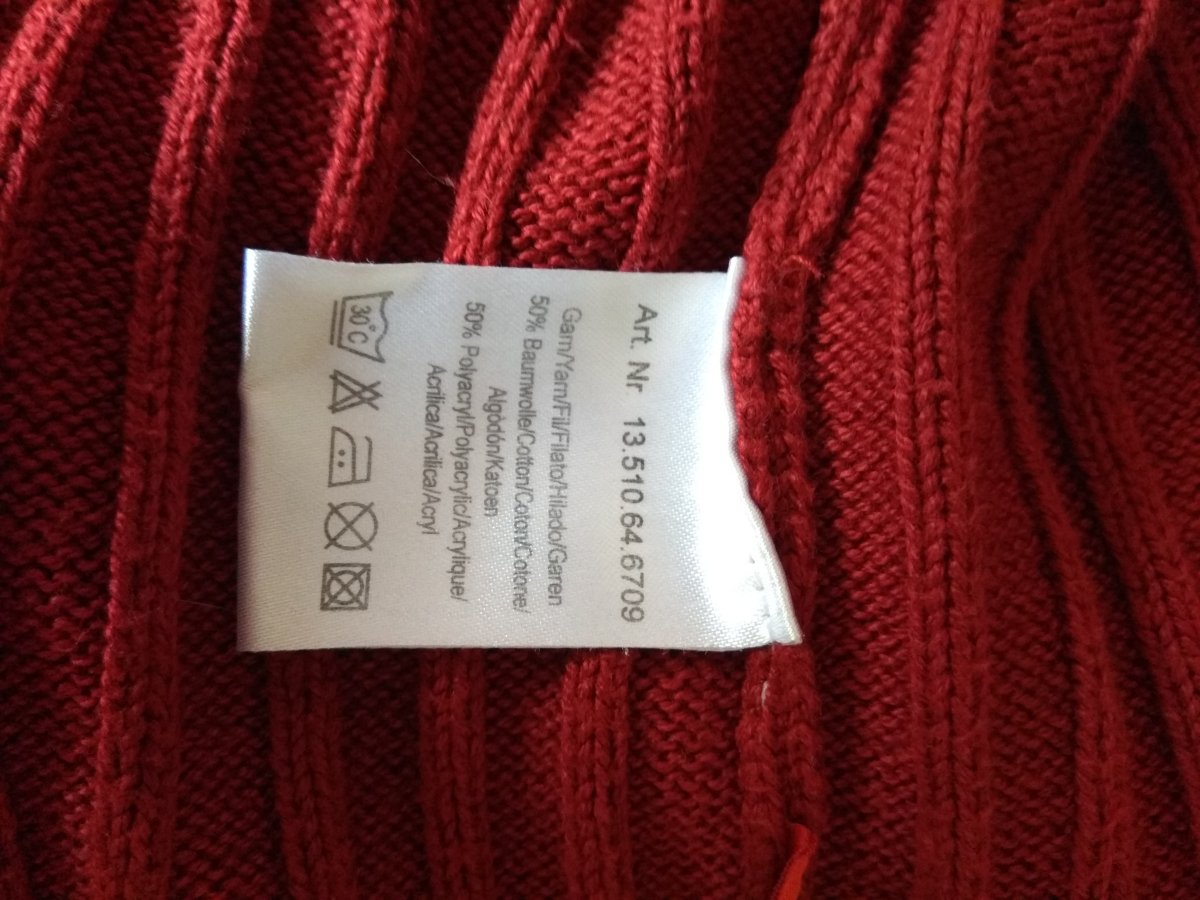 Art. Nr 13.510.64.6709
Garn/Yarn/Fil/Filato/Hilado/Garen
50% Baumwolle/Cotton/Coton/Cotone/
Algòdón/Katoen
50% Polyacryl/Polyacrylic/Acrylique/
Acrilica/Acrilica/Acryl
30°C